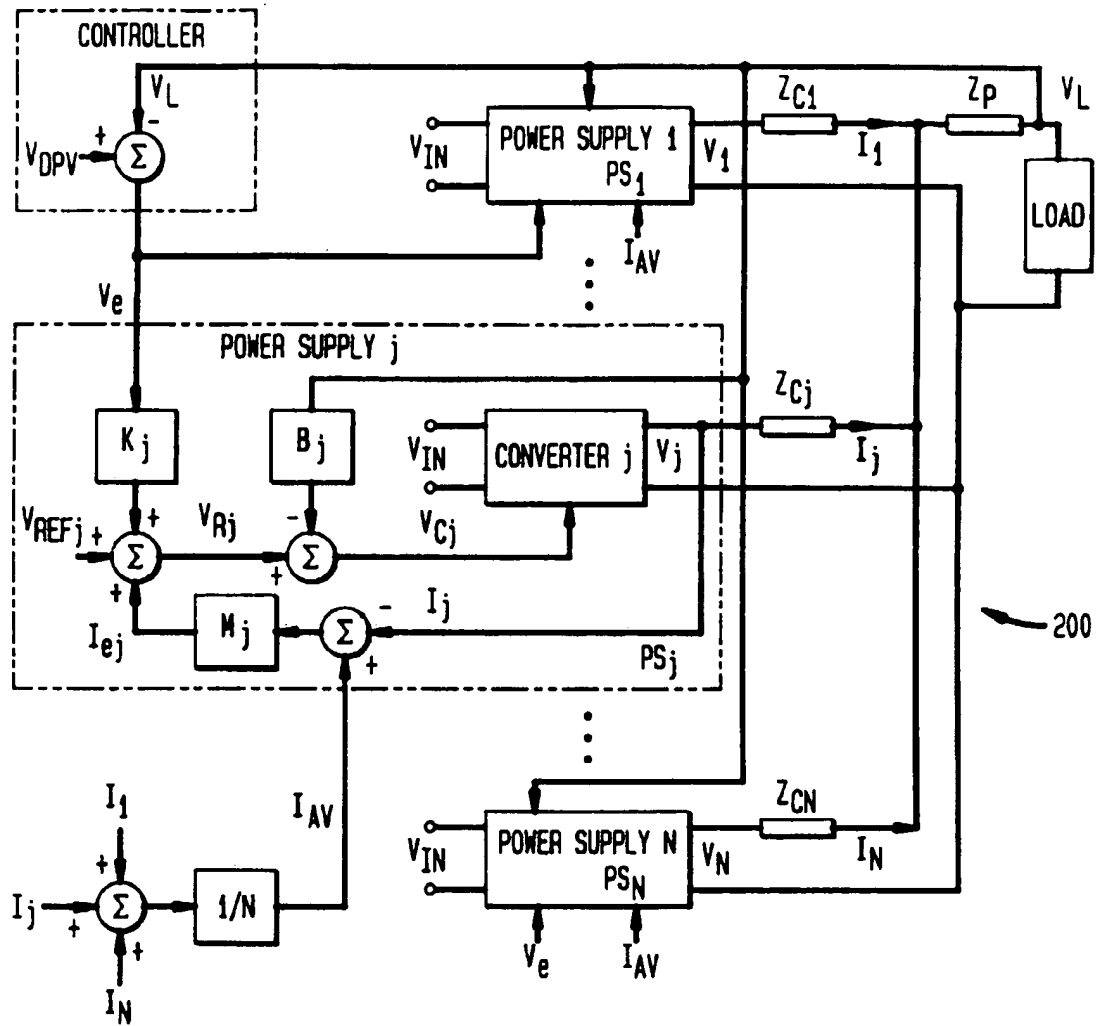 CONTROLLER
V_L
-
+
V_DPV
Σ
V_e
V_IN
POWER SUPPLY 1
PS_1
V_1
I_AV
Z_C1
I_1
Z_P
V_L
LOAD
POWER SUPPLY j
K_j
B_j
V_IN
CONVERTER j
V_j
Z_Cj
I_j
V_REFj
+
+
Σ
+
V_Rj
-
+
Σ
V_Cj
I_ej
M_j
Σ
-
+
I_j
PS_j
200
I_1
+
I_j
+
Σ
+
I_N
1/N
I_AV
V_IN
POWER SUPPLY N
PS_N
V_N
Z_CN
I_N
V_e
I_AV